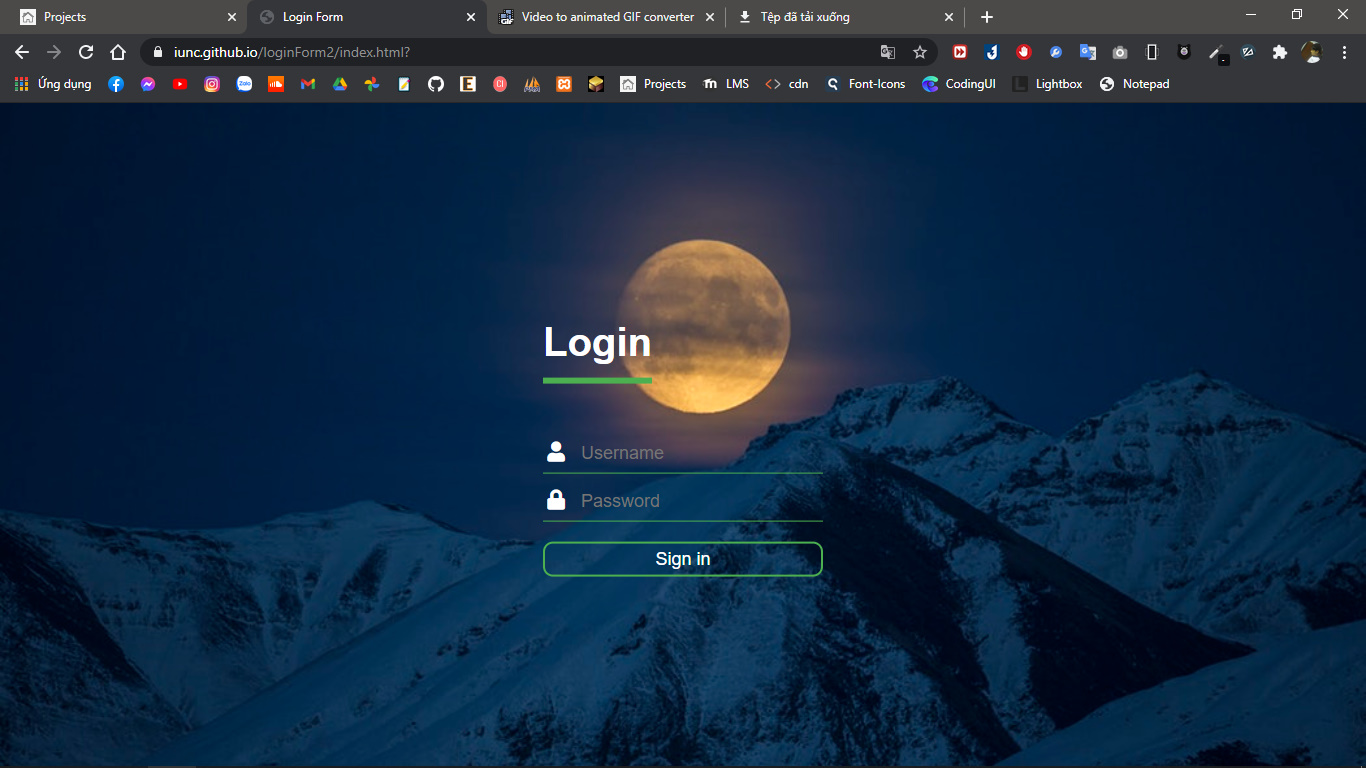 Projects
Login Form
Video to animated GIF converter
Tệp đã tải xuống
iunc.github.io/loginForm2/index.html?
Ứng dụng
Projects
LMS
cdn
Font-Icons
CodingUI
Lightbox
Notepad
Login
Username
Password
Sign in